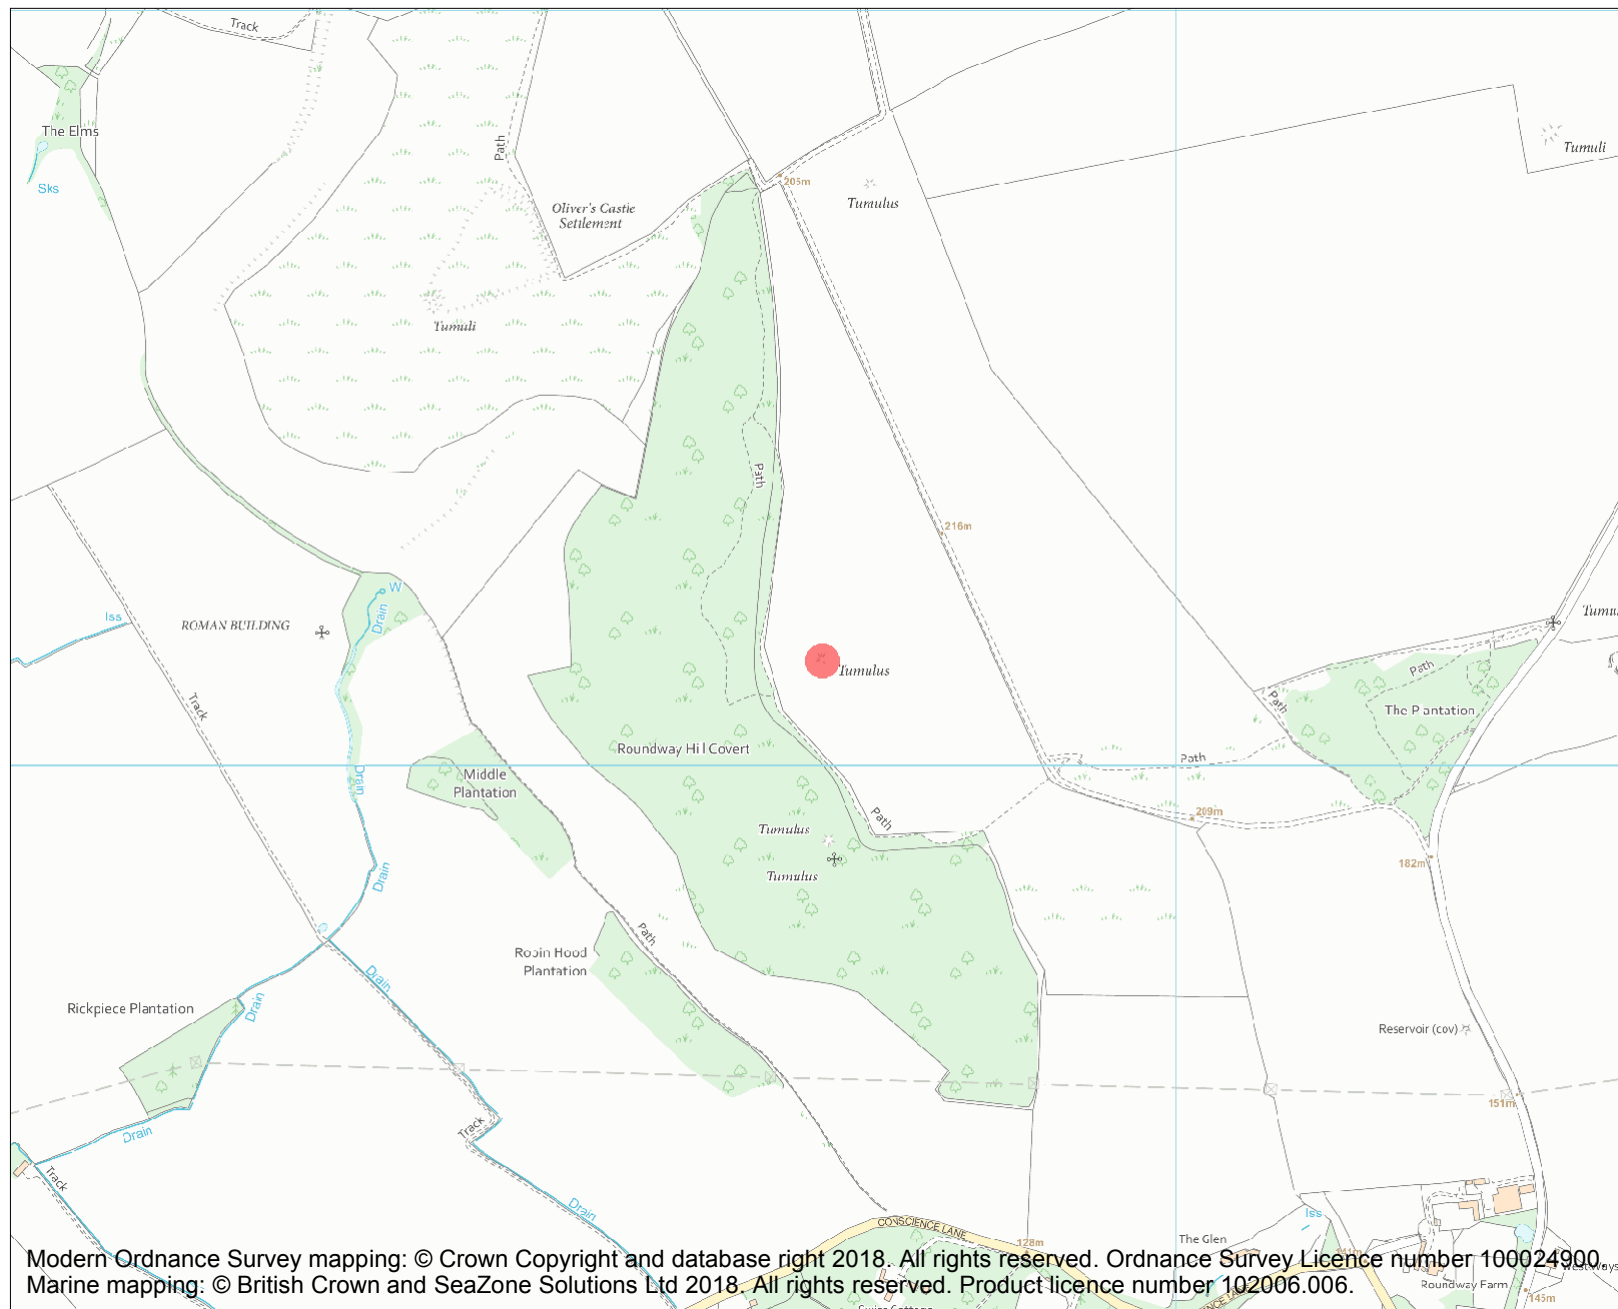 Track
The Elms
Sks
Path
Oliver's Castle
Settlement
205m
Tumulus
Tumuli
Tumuli
Path
216m
W
Drain
Iss
ROMAN BUILDING
Track
Tumulus
Path
Path
The Plantation
Roundway Hill Covert
Path
Drain
Middle
Plantation
Path
209m
Tumulus
Tumulus
182m
Drain
Path
Robin Hood
Plantation
Drain
Drain
Rickpiece Plantation
Reservoir (cov)
151m
Drain
Track
Track
Drain
CONSCIENCE LANE
128m
The Glen
Iss
Modern Ordnance Survey mapping: © Crown Copyright and database right 2018. All rights reserved. Ordnance Survey Licence number 100024900.
Marine mapping: © British Crown and SeaZone Solutions Ltd 2018. All rights reserved. Product licence number 102006.006.
Roundway Farm
145m